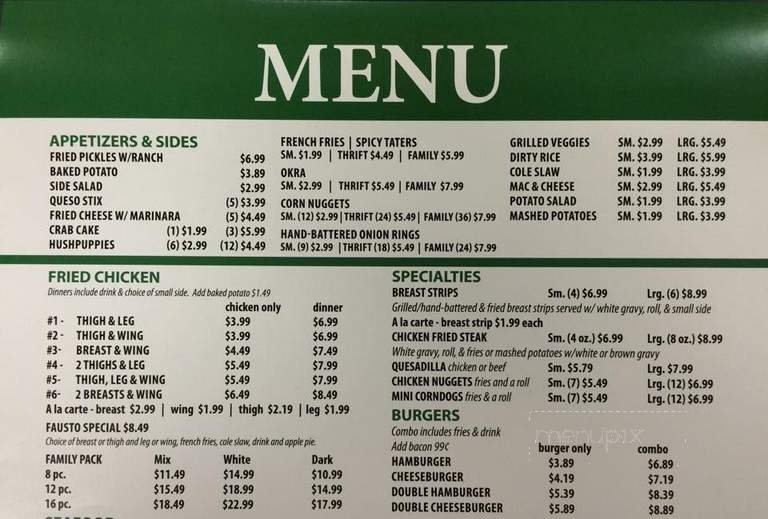 MENU
APPETIZERS & SIDES
FRIED PICKLES W/RANCH $6.99
BAKED POTATO $3.89
SIDE SALAD $2.99
QUESO STIX (5) $3.99
FRIED CHEESE W/ MARINARA (5) $4.49
CRAB CAKE (1) $1.99 (3) $5.99
HUSHPUPPIES (6) $2.99 (12) $4.49
FRENCH FRIES | SPICY TATERS
SM. $1.99 | THRIFT $4.49 | FAMILY $5.99
OKRA
SM. $2.99 | THRIFT $5.49 | FAMILY $7.99
CORN NUGGETS
SM. (12) $2.99 | THRIFT (24) $5.49 | FAMILY (36) $7.99
HAND-BATTERED ONION RINGS
SM. (9) $2.99 | THRIFT (18) $5.49 | FAMILY (24) $7.99
GRILLED VEGGIES SM. $2.99 LRG. $5.49
DIRTY RICE SM. $3.99 LRG. $5.99
COLE SLAW SM. $1.99 LRG. $3.99
MAC & CHEESE SM. $2.99 LRG. $5.49
POTATO SALAD SM. $1.99 LRG. $3.99
MASHED POTATOES SM. $1.99 LRG. $3.99
FRIED CHICKEN
Dinners include drink & choice of small side. Add baked potato $1.49
chicken only dinner
#1 - THIGH & LEG $3.99 $6.99
#2 - THIGH & WING $3.99 $6.99
#3- BREAST & WING $4.49 $7.49
#4 - 2 THIGHS & LEG $5.49 $7.99
#5- THIGH, LEG & WING $5.49 $7.99
#6- 2 BREASTS & WING $6.49 $8.49
A la carte - breast $2.99 | wing $1.99 | thigh $2.19 | leg $1.99
FAUSTO SPECIAL $8.49
Choice of breast or thigh and leg or wing, french fries, cole slaw, drink and apple pie.
FAMILY PACK Mix White Dark
8 pc. $11.49 $14.99 $10.99
12 pc. $15.49 $18.99 $14.99
16 pc. $18.49 $22.99 $17.99
SEAFOOD
SPECIALTIES
BREAST STRIPS Sm. (4) $6.99 Lrg. (6) $8.99
Grilled/hand-battered & fried breast strips served w/ white gravy, roll, & small side
A la carte - breast strip $1.99 each
CHICKEN FRIED STEAK Sm. (4 oz.) $6.99 Lrg. (8 oz.) $8.99
White gravy, roll, & fries or mashed potatoes w/white or brown gravy
QUESADILLA chicken or beef Sm. $5.79 Lrg. $7.99
CHICKEN NUGGETS fries and a roll Sm. (7) $5.49 Lrg. (12) $6.99
MINI CORNDOGS fries & a roll Sm. (7) $5.49 Lrg. (12) $6.99
BURGERS
Combo includes fries & drink
Add bacon 99¢ burger only combo
HAMBURGER $3.89 $6.89
CHEESEBURGER $4.19 $7.19
DOUBLE HAMBURGER $5.39 $8.39
DOUBLE CHEESEBURGER $5.89 $8.89
menupix